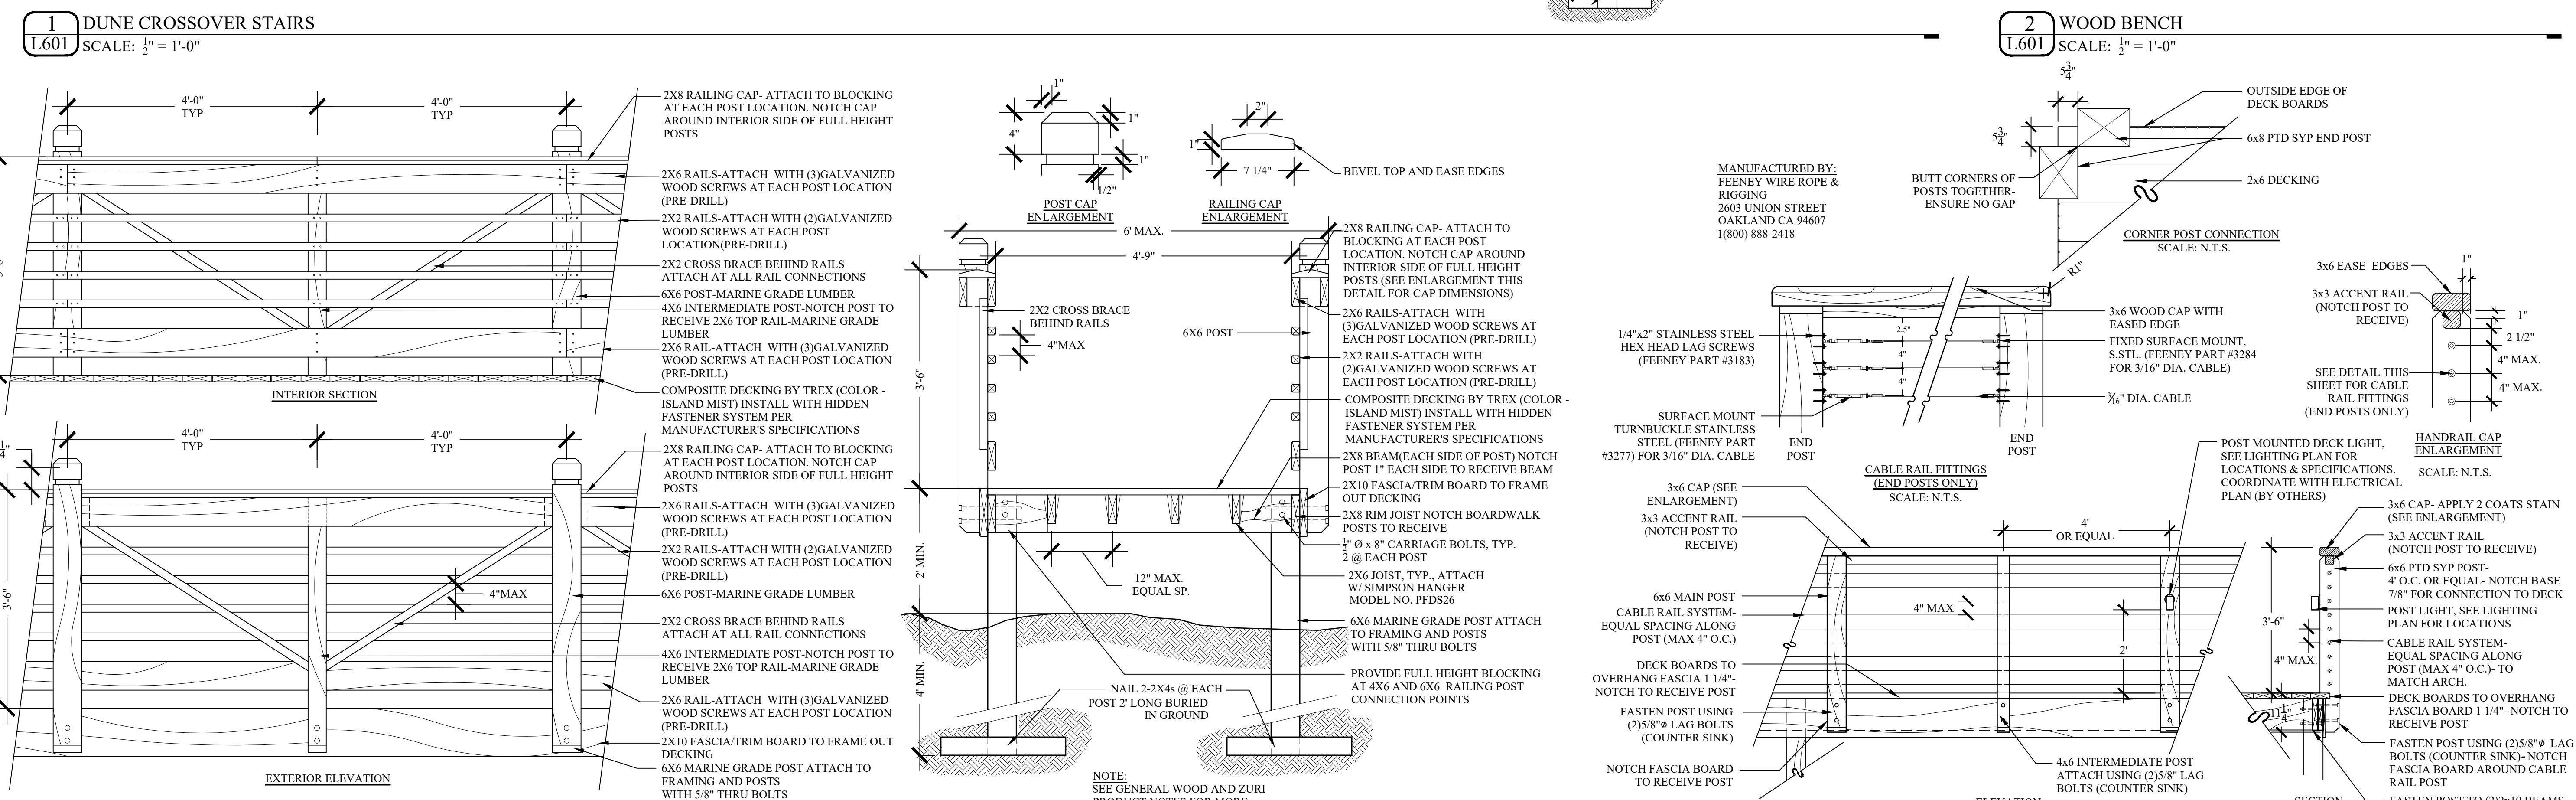 1
L601
DUNE CROSSOVER STAIRS
SCALE: 1/2" = 1'-0"
2
L601
WOOD BENCH
SCALE: 1/2" = 1'-0"
4'-0"
TYP
4'-0"
TYP
2X8 RAILING CAP- ATTACH TO BLOCKING
AT EACH POST LOCATION. NOTCH CAP
AROUND INTERIOR SIDE OF FULL HEIGHT
POSTS
2X6 RAILS-ATTACH WITH (3)GALVANIZED
WOOD SCREWS AT EACH POST LOCATION
(PRE-DRILL)
2X2 RAILS-ATTACH WITH (2)GALVANIZED
WOOD SCREWS AT EACH POST
LOCATION(PRE-DRILL)
2X2 CROSS BRACE BEHIND RAILS
ATTACH AT ALL RAIL CONNECTIONS
6X6 POST-MARINE GRADE LUMBER
4X6 INTERMEDIATE POST-NOTCH POST TO
RECEIVE 2X6 TOP RAIL-MARINE GRADE
LUMBER
2X6 RAIL-ATTACH WITH (3)GALVANIZED
WOOD SCREWS AT EACH POST LOCATION
(PRE-DRILL)
COMPOSITE DECKING BY TREX (COLOR -
ISLAND MIST) INSTALL WITH HIDDEN
FASTENER SYSTEM PER
MANUFACTURER'S SPECIFICATIONS
INTERIOR SECTION
4'-0"
TYP
4'-0"
TYP
3'-6"
4"MAX
2X8 RAILING CAP- ATTACH TO BLOCKING
AT EACH POST LOCATION. NOTCH CAP
AROUND INTERIOR SIDE OF FULL HEIGHT
POSTS
2X6 RAILS-ATTACH WITH (3)GALVANIZED
WOOD SCREWS AT EACH POST LOCATION
(PRE-DRILL)
2X2 RAILS-ATTACH WITH (2)GALVANIZED
WOOD SCREWS AT EACH POST LOCATION
(PRE-DRILL)
6X6 POST-MARINE GRADE LUMBER
2X2 CROSS BRACE BEHIND RAILS
ATTACH AT ALL RAIL CONNECTIONS
4X6 INTERMEDIATE POST-NOTCH POST TO
RECEIVE 2X6 TOP RAIL-MARINE GRADE
LUMBER
2X6 RAIL-ATTACH WITH (3)GALVANIZED
WOOD SCREWS AT EACH POST LOCATION
(PRE-DRILL)
2X10 FASCIA/TRIM BOARD TO FRAME OUT
DECKING
6X6 MARINE GRADE POST ATTACH TO
FRAMING AND POSTS
WITH 5/8" THRU BOLTS
EXTERIOR ELEVATION
1"
4"
1"
1"
1/2"
POST CAP
ENLARGEMENT
2"
1"
7 1/4"
BEVEL TOP AND EASE EDGES
RAILING CAP
ENLARGEMENT
6' MAX.
4'-9"
2X2 CROSS BRACE
BEHIND RAILS
4"MAX
6X6 POST
3'-6"
2' MIN.
4' MIN.
12" MAX.
EQUAL SP.
NAIL 2-2X4s @ EACH
POST 2' LONG BURIED
IN GROUND
2X8 RAILING CAP- ATTACH TO
BLOCKING AT EACH POST
LOCATION. NOTCH CAP AROUND
INTERIOR SIDE OF FULL HEIGHT
POSTS (SEE ENLARGEMENT THIS
DETAIL FOR CAP DIMENSIONS)
2X6 RAILS-ATTACH WITH
(3)GALVANIZED WOOD SCREWS AT
EACH POST LOCATION (PRE-DRILL)
2X2 RAILS-ATTACH WITH
(2)GALVANIZED WOOD SCREWS AT
EACH POST LOCATION (PRE-DRILL)
COMPOSITE DECKING BY TREX (COLOR -
ISLAND MIST) INSTALL WITH HIDDEN
FASTENER SYSTEM PER
MANUFACTURER'S SPECIFICATIONS
2X8 BEAM(EACH SIDE OF POST) NOTCH
POST 1" EACH SIDE TO RECEIVE BEAM
2X10 FASCIA/TRIM BOARD TO FRAME
OUT DECKING
2X8 RIM JOIST NOTCH BOARDWALK
POSTS TO RECEIVE
1/2" Ø x 8" CARRIAGE BOLTS, TYP.
2 @ EACH POST
2X6 JOIST, TYP., ATTACH
W/ SIMPSON HANGER
MODEL NO. PFDS26
6X6 MARINE GRADE POST ATTACH
TO FRAMING AND POSTS
WITH 5/8" THRU BOLTS
PROVIDE FULL HEIGHT BLOCKING
AT 4X6 AND 6X6 RAILING POST
CONNECTION POINTS
NOTE:
SEE GENERAL WOOD AND ZURI
PRODUCT NOTES FOR MORE
MANUFACTURED BY:
FEENEY WIRE ROPE &
RIGGING
2603 UNION STREET
OAKLAND CA 94607
1(800) 888-2418
5 3/4"
5 3/4"
OUTSIDE EDGE OF
DECK BOARDS
6x8 PTD SYP END POST
2x6 DECKING
BUTT CORNERS OF
POSTS TOGETHER-
ENSURE NO GAP
CORNER POST CONNECTION
SCALE: N.T.S.
R1"
3x6 WOOD CAP WITH
EASED EDGE
FIXED SURFACE MOUNT,
S.STL. (FEENEY PART #3284
FOR 3/16" DIA. CABLE)
3/16" DIA. CABLE
1/4"x2" STAINLESS STEEL
HEX HEAD LAG SCREWS
(FEENEY PART #3183)
2.5"
4"
4"
SURFACE MOUNT
TURNBUCKLE STAINLESS
STEEL (FEENEY PART
#3277) FOR 3/16" DIA. CABLE
END
POST
END
POST
CABLE RAIL FITTINGS
(END POSTS ONLY)
SCALE: N.T.S.
3x6 EASE EDGES
3x3 ACCENT RAIL
(NOTCH POST TO
RECEIVE)
1"
1"
2 1/2"
4" MAX.
4" MAX.
SEE DETAIL THIS
SHEET FOR CABLE
RAIL FITTINGS
(END POSTS ONLY)
HANDRAIL CAP
ENLARGEMENT
SCALE: N.T.S.
POST MOUNTED DECK LIGHT,
SEE LIGHTING PLAN FOR
LOCATIONS & SPECIFICATIONS.
COORDINATE WITH ELECTRICAL
PLAN (BY OTHERS)
3x6 CAP (SEE
ENLARGEMENT)
3x3 ACCENT RAIL
(NOTCH POST TO
RECEIVE)
6x6 MAIN POST
CABLE RAIL SYSTEM-
EQUAL SPACING ALONG
POST (MAX 4" O.C.)
DECK BOARDS TO
OVERHANG FASCIA 1 1/4"-
NOTCH TO RECEIVE POST
FASTEN POST USING
(2)5/8"ø LAG BOLTS
(COUNTER SINK)
NOTCH FASCIA BOARD
TO RECEIVE POST
4'
OR EQUAL
4" MAX
2'
4x6 INTERMEDIATE POST
ATTACH USING (2)5/8" LAG
BOLTS (COUNTER SINK)
ELEVATION
3'-6"
4" MAX.
11 1/4"
3x6 CAP- APPLY 2 COATS STAIN
(SEE ENLARGEMENT)
3x3 ACCENT RAIL
(NOTCH POST TO RECEIVE)
6x6 PTD SYP POST-
4' O.C. OR EQUAL- NOTCH BASE
7/8" FOR CONNECTION TO DECK
POST LIGHT, SEE LIGHTING
PLAN FOR LOCATIONS
CABLE RAIL SYSTEM-
EQUAL SPACING ALONG
POST (MAX 4" O.C.)- TO
MATCH ARCH.
DECK BOARDS TO OVERHANG
FASCIA BOARD 1 1/4"- NOTCH TO
RECEIVE POST
FASTEN POST USING (2)5/8"ø LAG
BOLTS (COUNTER SINK)- NOTCH
FASCIA BOARD AROUND CABLE
RAIL POST
FASTEN POST TO (2)2x10 BEAMS
SECTION